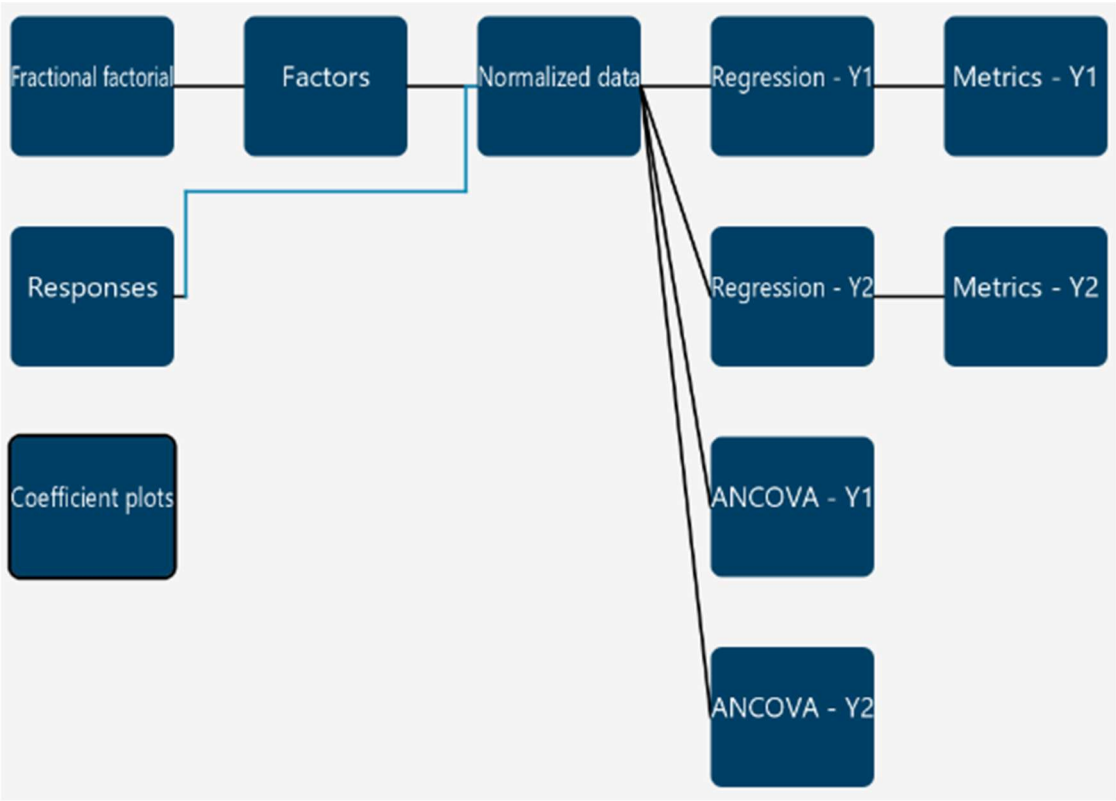 Fractional factorial
Factors
Normalized data
Regression - Y1
Metrics - Y1
Responses
Regression - Y2
Metrics - Y2
Coefficient plots
ANCOVA - Y1
ANCOVA - Y2